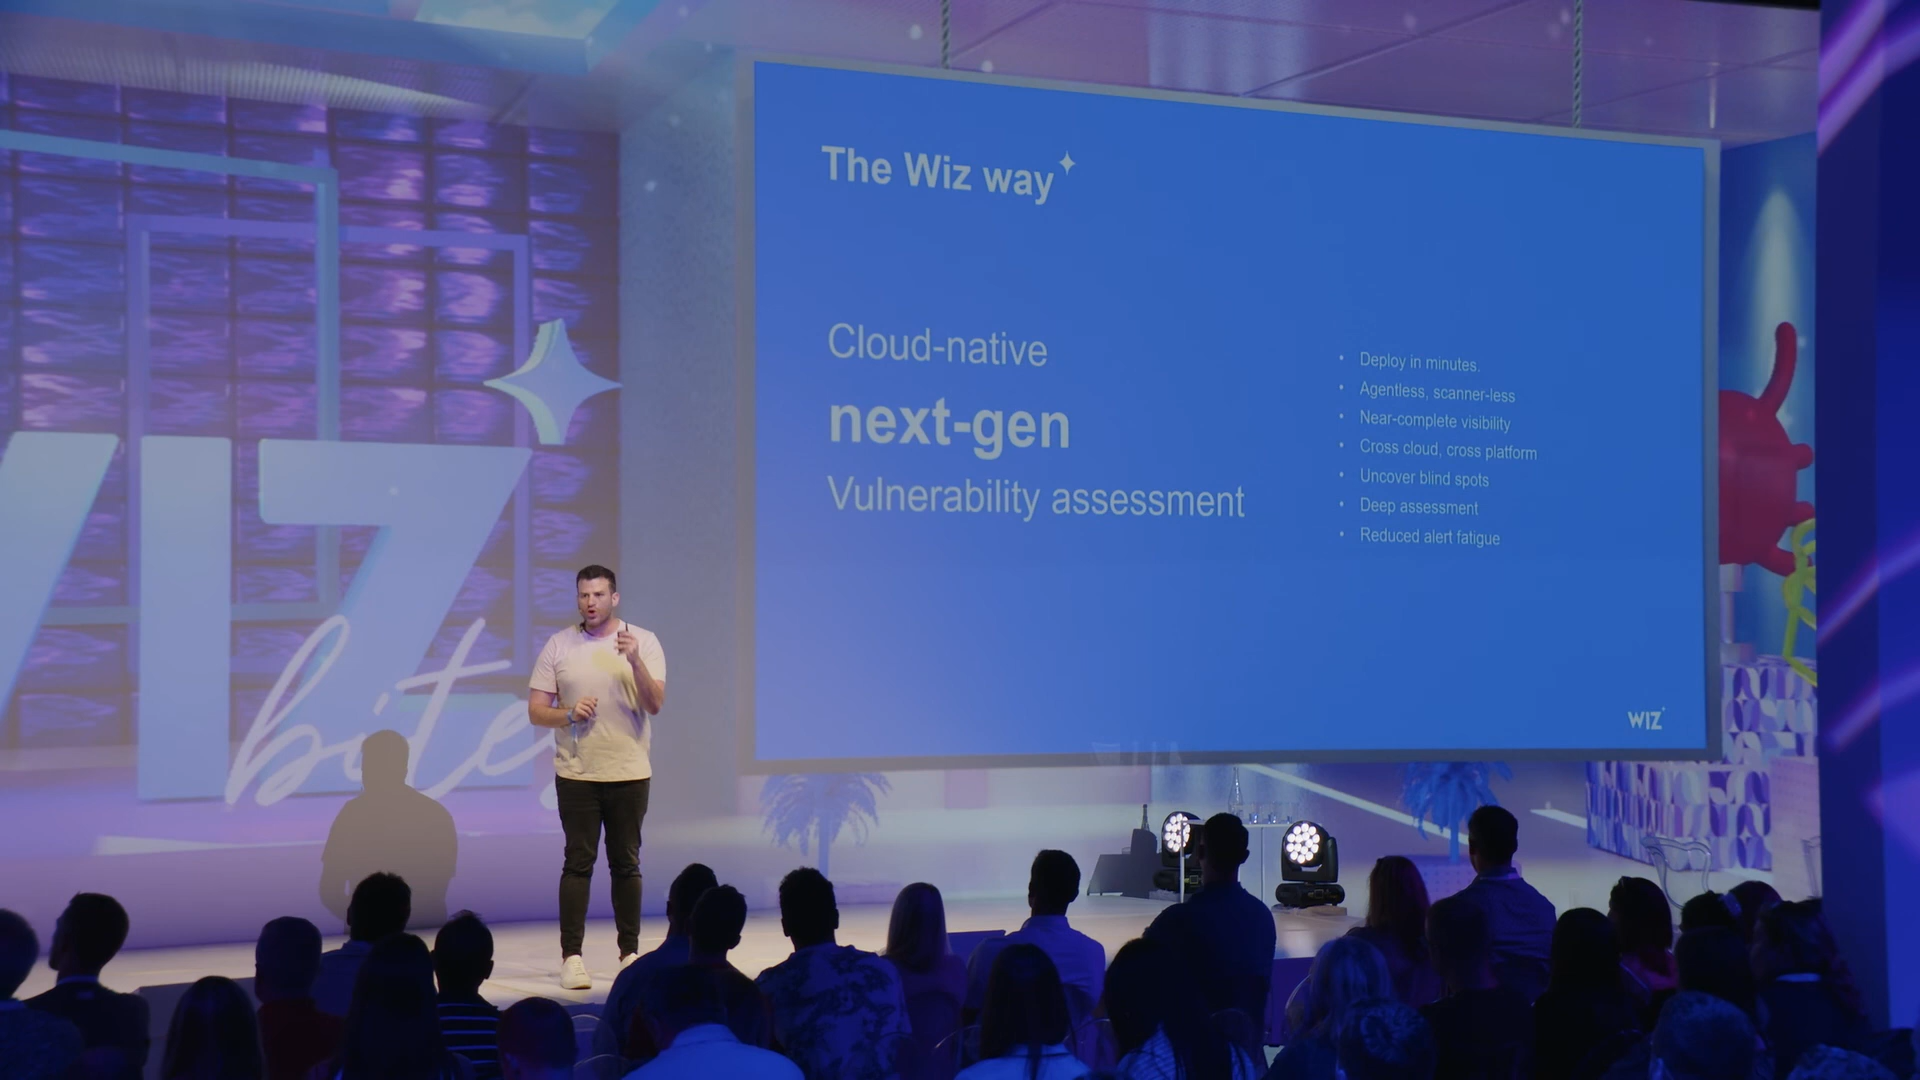 WIZ
bites
The Wiz way
Cloud-native
next-gen
Vulnerability assessment
• Deploy in minutes.
• Agentless, scanner-less
• Near-complete visibility
• Cross cloud, cross platform
• Uncover blind spots
• Deep assessment
• Reduced alert fatigue
WIZ